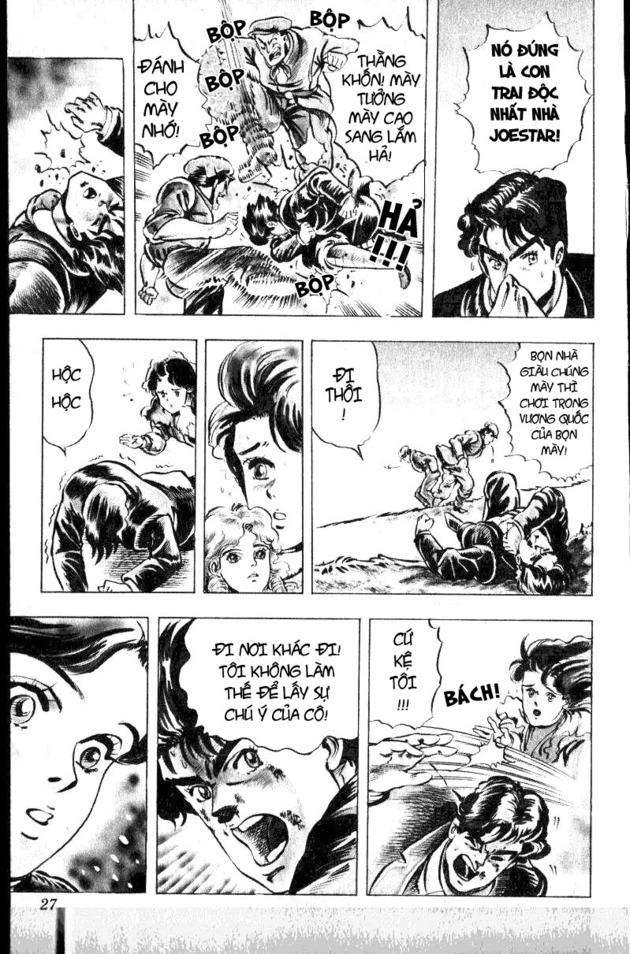 NÓ ĐÚNG
LÀ CON
TRAI ĐỘC
NHẤT NHÀ
JOESTAR!
THẰNG
KHỐN! MÀY
TƯỞNG
MÀY CAO
SANG LẮM
HẢ!
HẢ
!!!
BỘP
BỘP
BỘP
BỘP
BỘP
ĐÁNH
CHO
MÀY
NHỚ!
BỌN NHÀ
GIÀU CHÚNG
MÀY THÌ
CHƠI TRONG
VƯƠNG QUỐC
CỦA BỌN
MÀY!
ĐI
THÔI
!
HỘC
HỘC
BÁCH!
CỨ
KỆ
TÔI
!!!
ĐI NƠI KHÁC ĐI!
TÔI KHÔNG LÀM
THẾ ĐỂ LẤY SỰ
CHÚ Ý CỦA CÔ!
27